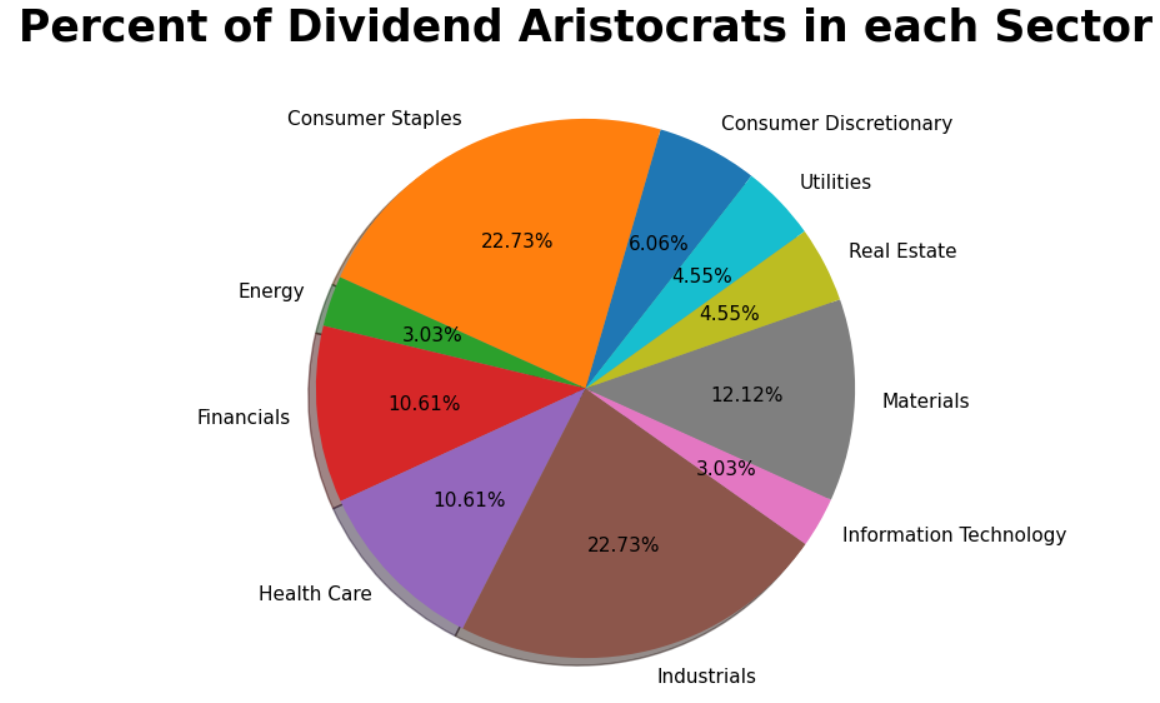 Percent of Dividend Aristocrats in each Sector
Consumer Staples
Consumer Discretionary
Utilities
22.73%
6.06%
Real Estate
4.55%
Energy
4.55%
3.03%
12.12%
Materials
10.61%
Financials
3.03%
10.61%
Information Technology
22.73%
Health Care
Industrials